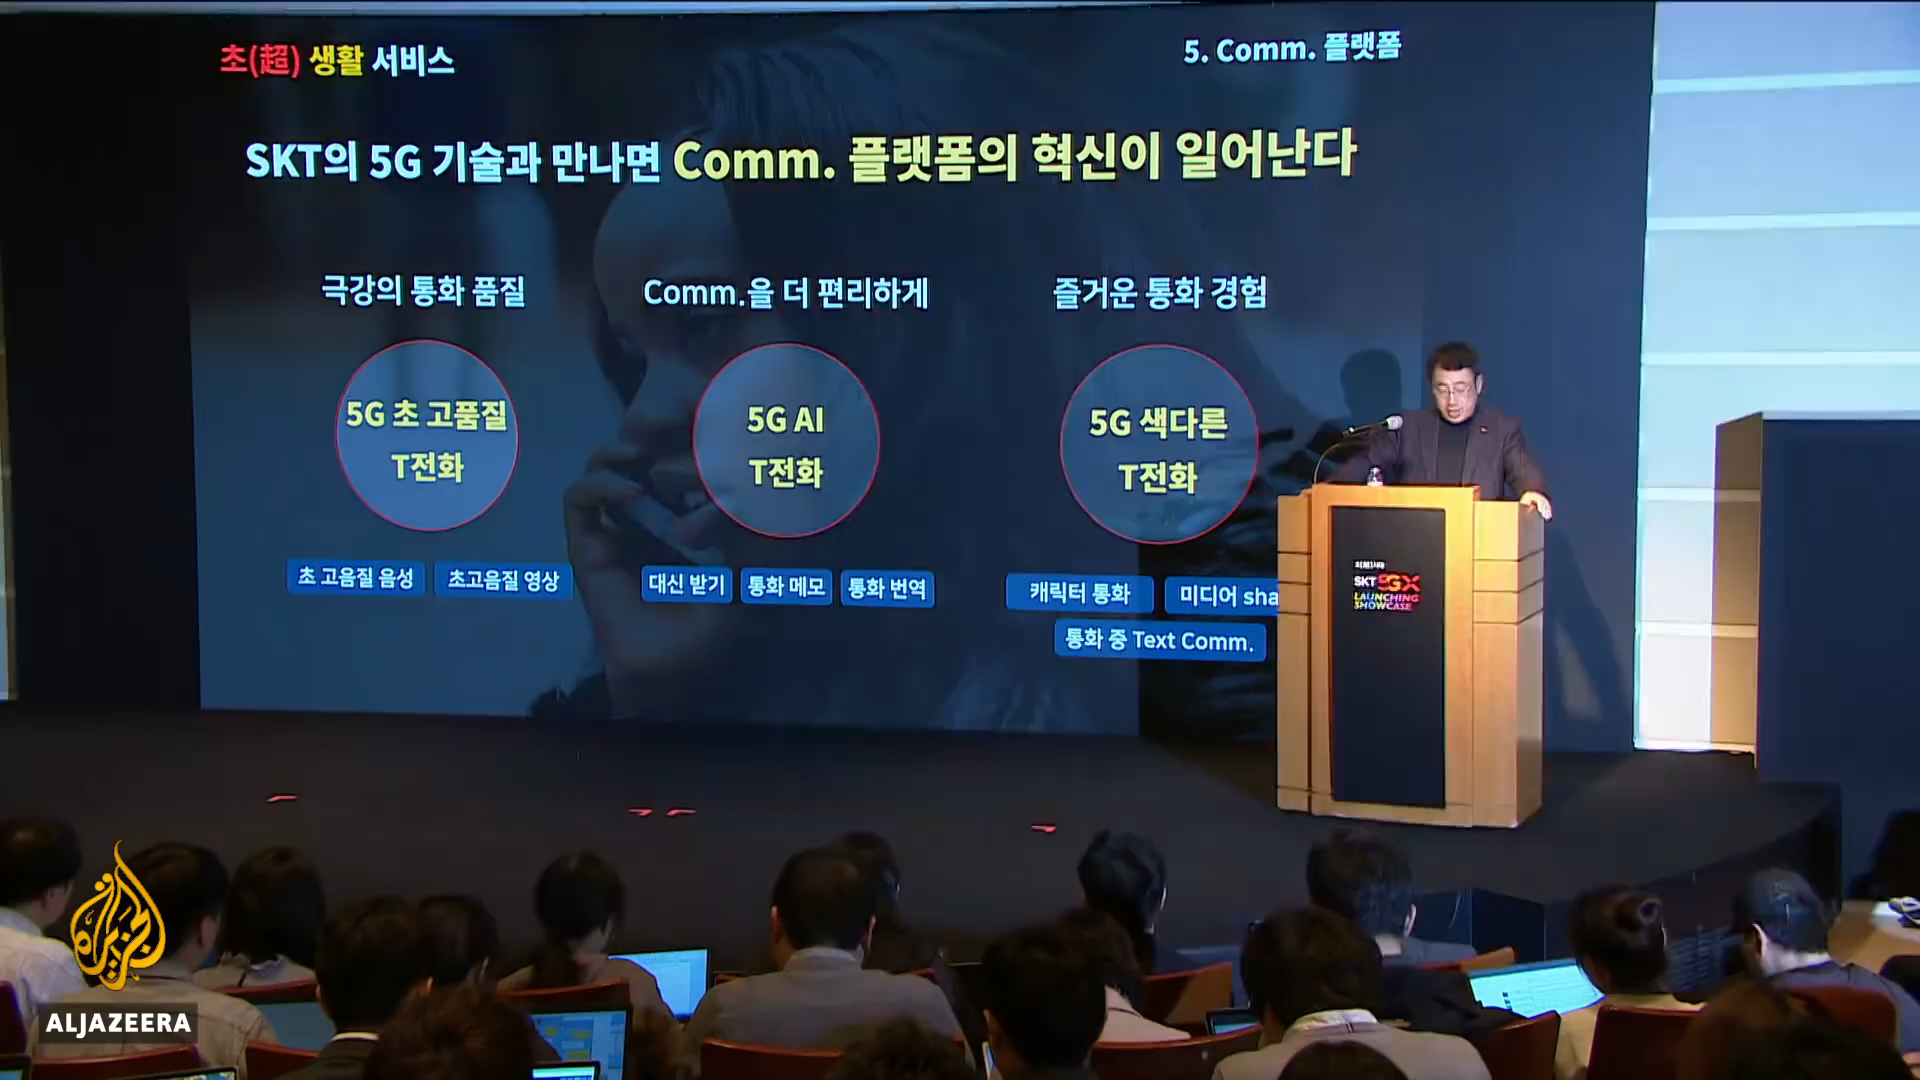 초(超) 생활 서비스
5. Comm. 플랫폼
SKT의 5G 기술과 만나면 Comm. 플랫폼의 혁신이 일어난다
극강의 통화 품질
Comm.을 더 편리하게
즐거운 통화 경험
5G 초 고품질
T전화
5G AI
T전화
5G 색다른
T전화
초 고음질 음성
초고음질 영상
대신 받기
통화 메모
통화 번역
캐릭터 통화
미디어 sha
통화 중 Text Comm.
SKT 5GX
LAUNCHING
SHOWCASE
ALJAZEERA